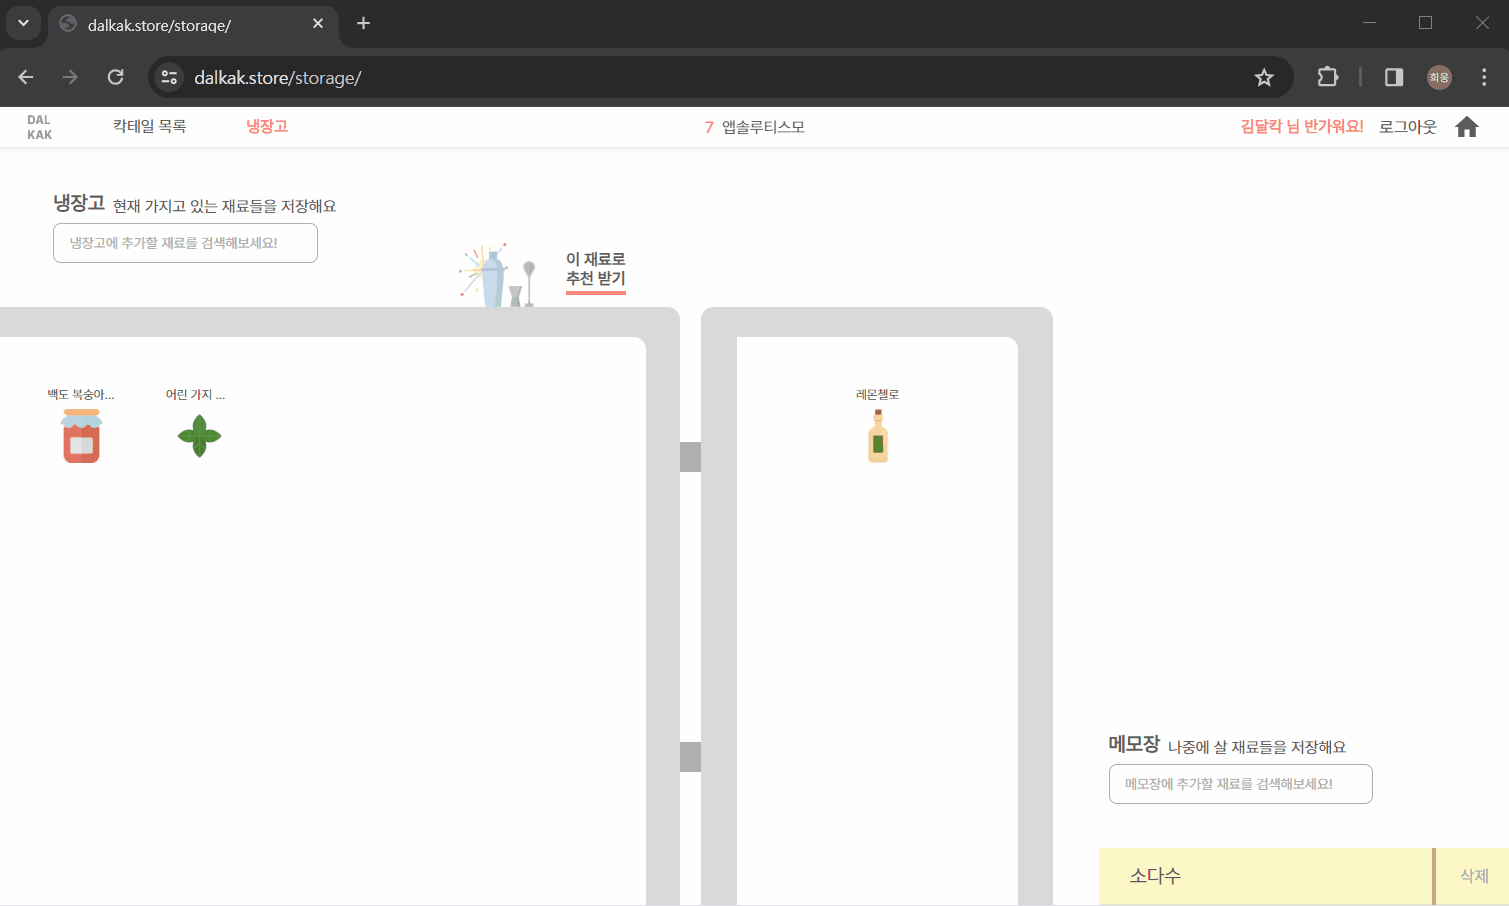 dalkak.store/storage/
dalkak.store/storage/
희웅
DAL
KAK
칵테일 목록
냉장고
7 앱솔루티스모
김달칵 님 반가워요!
로그아웃
냉장고 현재 가지고 있는 재료들을 저장해요
냉장고에 추가할 재료를 검색해보세요!
이 재료로
추천 받기
백도 복숭아...
어린 가지 ...
레몬첼로
메모장 나중에 살 재료들을 저장해요
메모장에 추가할 재료를 검색해보세요!
소다수
삭제